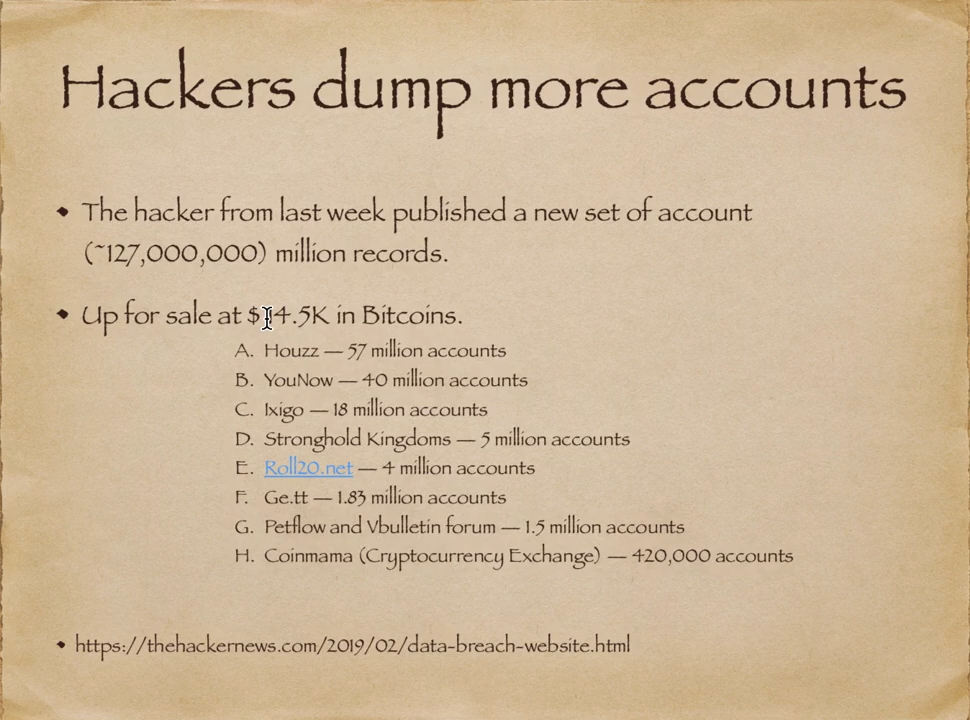 Hackers dump more accounts
• The hacker from last week published a new set of account
(~127,000,000) million records.
• Up for sale at $14.5K in Bitcoins.
A. Houzz — 57 million accounts
B. YouNow — 40 million accounts
C. Ixigo — 18 million accounts
D. Stronghold Kingdoms — 5 million accounts
E. Roll20.net — 4 million accounts
F. Ge.tt — 1.83 million accounts
G. Petflow and Vbulletin forum — 1.5 million accounts
H. Coinmama (Cryptocurrency Exchange) — 420,000 accounts
• https://thehackernews.com/2019/02/data-breach-website.html